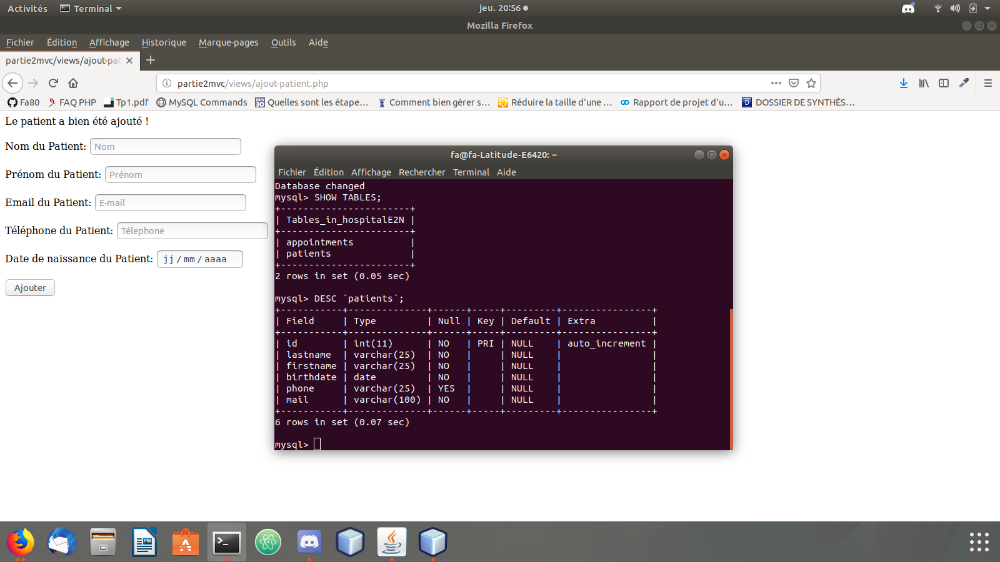 Activités Terminal jeu. 20:56
Mozilla Firefox
Fichier Édition Affichage Historique Marque-pages Outils Aide
partie2mvc/views/ajout-pat
partie2mvc/views/ajout-patient.php
Fa80 FAQ PHP Tp1.pdf MySQL Commands Quelles sont les étape… Comment bien gérer s… Réduire la taille d'une … Rapport de projet d'u… DOSSIER DE SYNTHÈS…
Le patient a bien été ajouté !
Nom du Patient: Nom
Prénom du Patient: Prénom
Email du Patient: E-mail
Téléphone du Patient: Télephone
Date de naissance du Patient: jj / mm / aaaa
Ajouter
fa@fa-Latitude-E6420: ~
Fichier Édition Affichage Rechercher Terminal Aide
Database changed
mysql> SHOW TABLES;
+-----------------------+
| Tables_in_hospitalE2N |
+-----------------------+
| appointments          |
| patients              |
+-----------------------+
2 rows in set (0.05 sec)
mysql> DESC `patients`;
+-----------+--------------+------+-----+---------+----------------+
| Field     | Type         | Null | Key | Default | Extra          |
+-----------+--------------+------+-----+---------+----------------+
| id        | int(11)      | NO   | PRI | NULL    | auto_increment |
| lastname  | varchar(25)  | NO   |     | NULL    |                |
| firstname | varchar(25)  | NO   |     | NULL    |                |
| birthdate | date         | NO   |     | NULL    |                |
| phone     | varchar(25)  | YES  |     | NULL    |                |
| mail      | varchar(100) | NO   |     | NULL    |                |
+-----------+--------------+------+-----+---------+----------------+
6 rows in set (0.07 sec)
mysql>